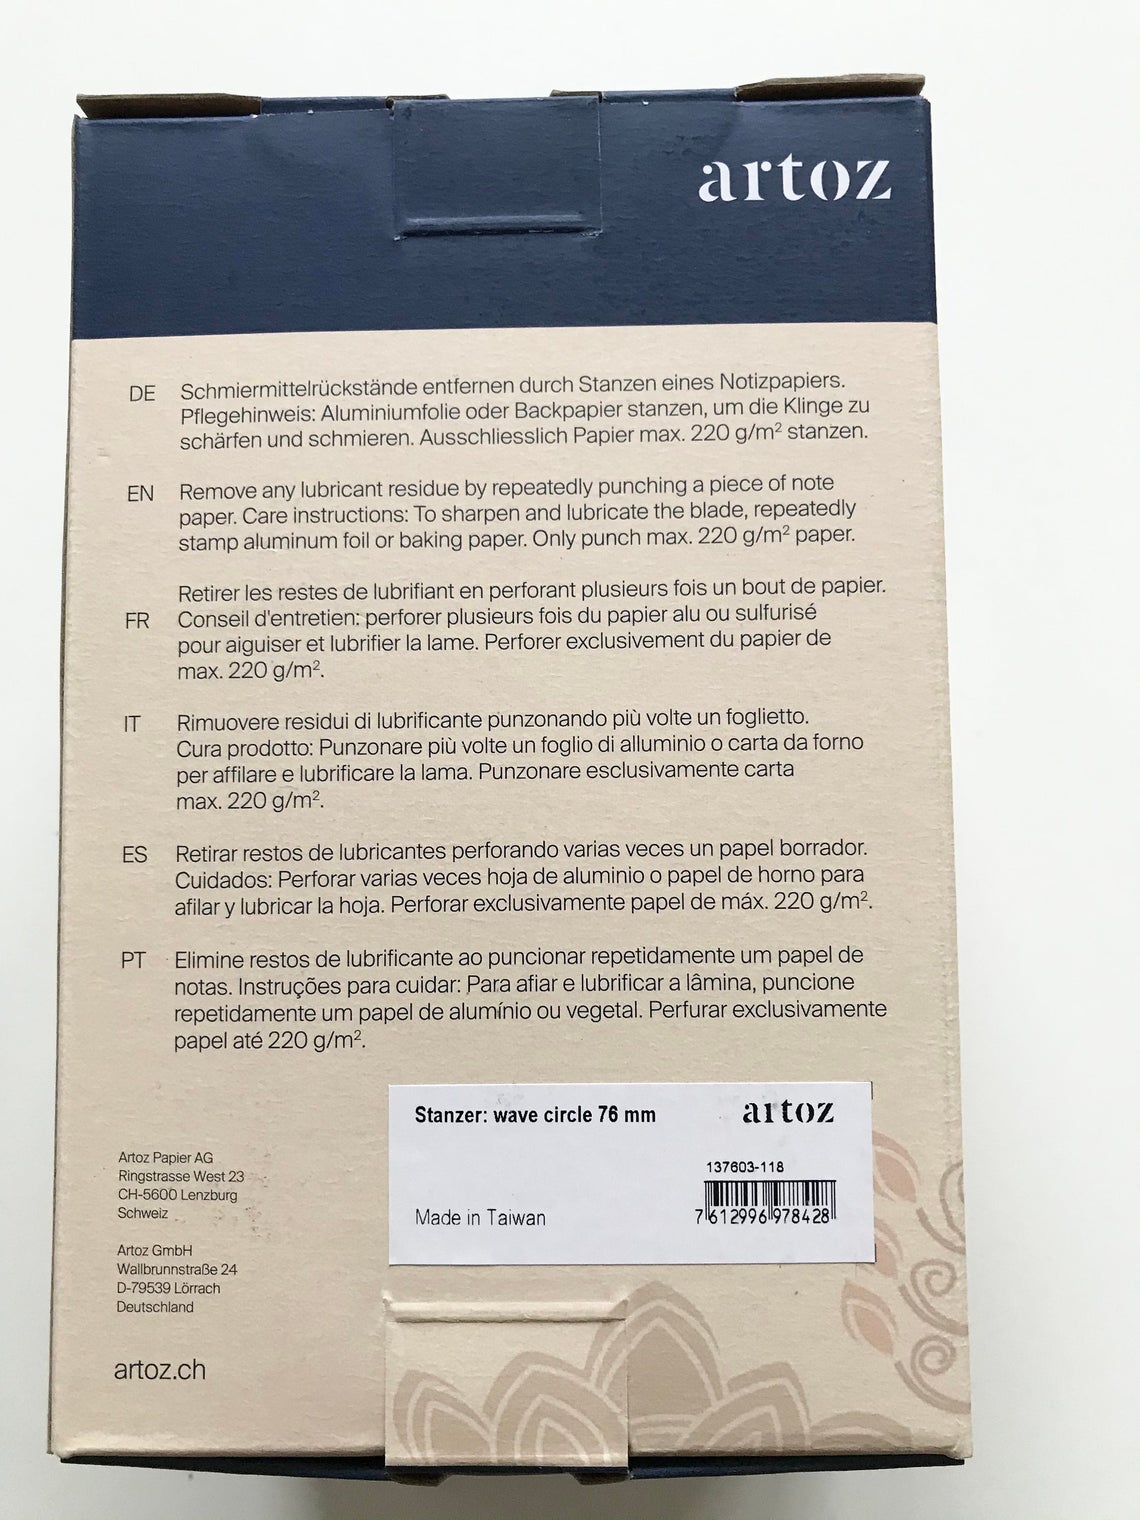 artoz
DE Schmiermittelrückstände entfernen durch Stanzen eines Notizpapiers.
Pflegehinweis: Aluminiumfolie oder Backpapier stanzen, um die Klinge zu
schärfen und schmieren. Ausschliesslich Papier max. 220 g/m² stanzen.
EN Remove any lubricant residue by repeatedly punching a piece of note
paper. Care instructions: To sharpen and lubricate the blade, repeatedly
stamp aluminum foil or baking paper. Only punch max. 220 g/m² paper.
Retirer les restes de lubrifiant en perforant plusieurs fois un bout de papier.
FR Conseil d'entretien: perforer plusieurs fois du papier alu ou sulfurisé
pour aiguiser et lubrifier la lame. Perforer exclusivement du papier de
max. 220 g/m².
IT Rimuovere residui di lubrificante punzonando più volte un foglietto.
Cura prodotto: Punzonare più volte un foglio di alluminio o carta da forno
per affilare e lubrificare la lama. Punzonare esclusivamente carta
max. 220 g/m².
ES Retirar restos de lubricantes perforando varias veces un papel borrador.
Cuidados: Perforar varias veces hoja de aluminio o papel de horno para
afilar y lubricar la hoja. Perforar exclusivamente papel de máx. 220 g/m².
PT Elimine restos de lubrificante ao puncionar repetidamente um papel de
notas. Instruções para cuidar: Para afiar e lubrificar a lâmina, puncione
repetidamente um papel de alumínio ou vegetal. Perfurar exclusivamente
papel até 220 g/m².
Stanzer: wave circle 76 mm
artoz
137603-118
Made in Taiwan
7 612996 978428
Artoz Papier AG
Ringstrasse West 23
CH-5600 Lenzburg
Schweiz
Artoz GmbH
Wallbrunnstraße 24
D-79539 Lörrach
Deutschland
artoz.ch